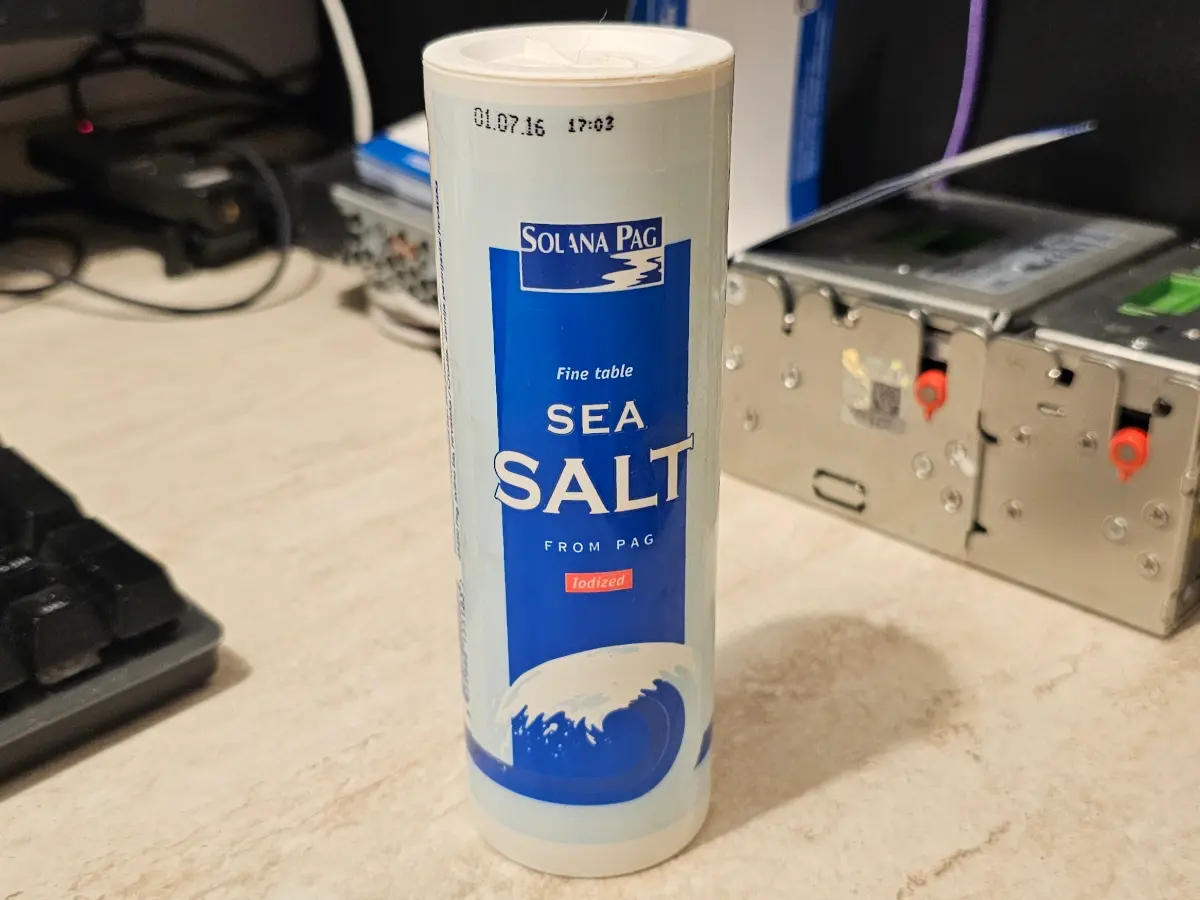 01.07.16 17:03
SOLANA PAG
Fine table
SEA
SALT
FROM PAG
Iodized